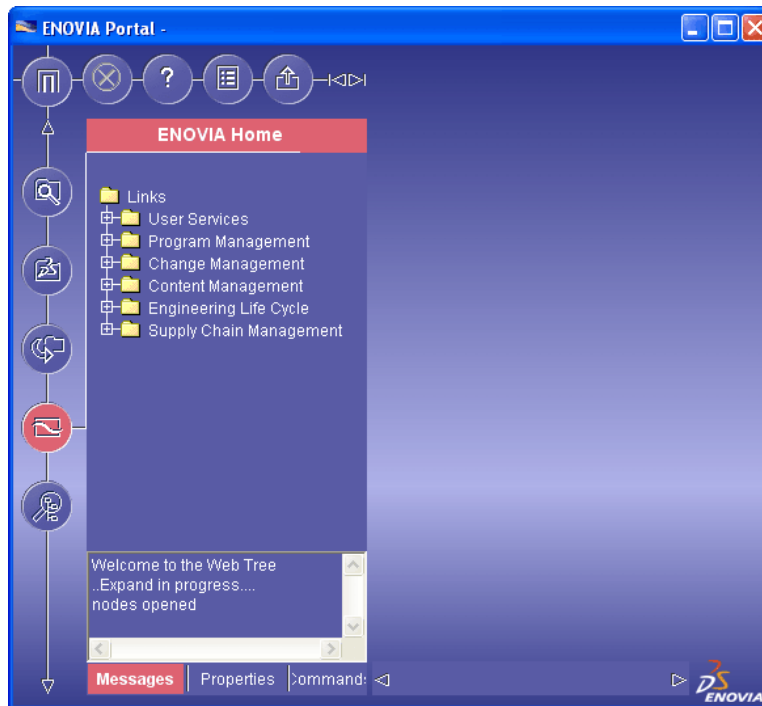 ENOVIA Portal -
?
ENOVIA Home
Links
User Services
Program Management
Change Management
Content Management
Engineering Life Cycle
Supply Chain Management
Welcome to the Web Tree
..Expand in progress....
nodes opened
Messages Properties Command:
DS
ENOVIA